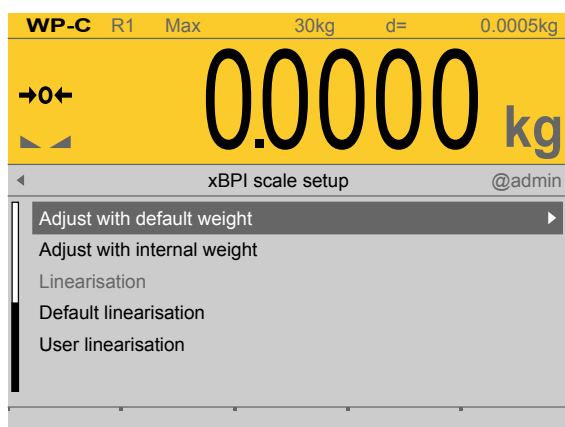 WP-C R1 Max 30kg d= 0.0005kg
→0← 0.0000 kg
xBPI scale setup @admin
Adjust with default weight
Adjust with internal weight
Linearisation
Default linearisation
User linearisation